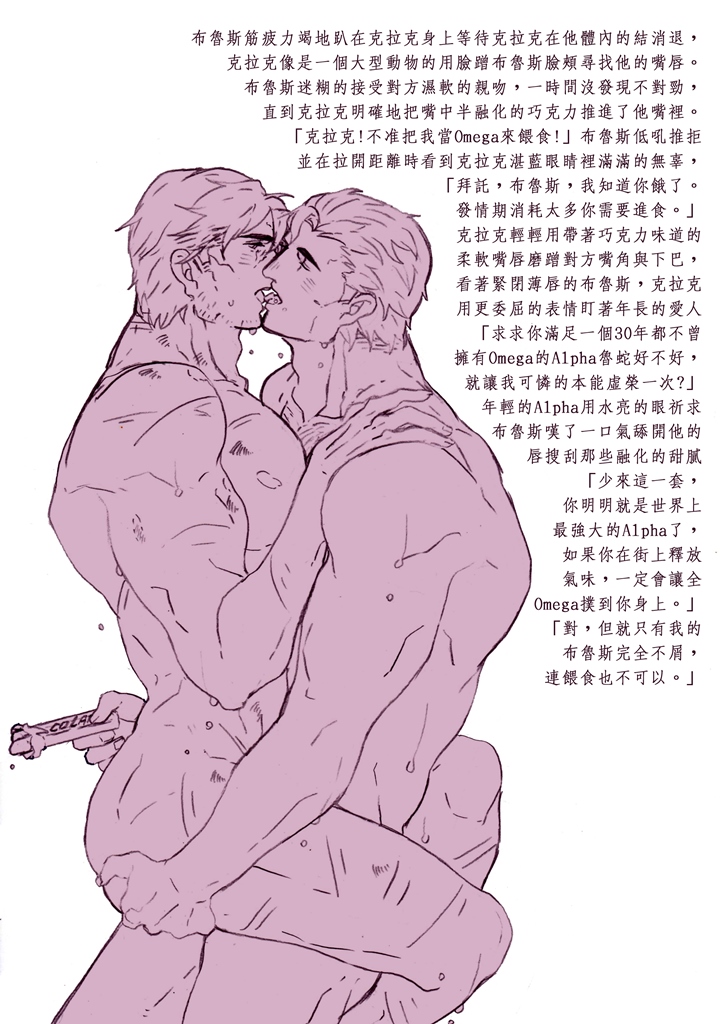 布魯斯筋疲力竭地趴在克拉克身上等待克拉克在他體內的結消退，
克拉克像是一個大型動物的用臉蹭布魯斯臉頰尋找他的嘴唇。
布魯斯迷糊的接受對方濕軟的親吻，一時間沒發現不對勁，
直到克拉克明確地把嘴中半融化的巧克力推進了他嘴裡。
「克拉克!不准把我當Omega來餵食!」布魯斯低吼推拒
並在拉開距離時看到克拉克湛藍眼睛裡滿滿的無辜，
「拜託，布魯斯，我知道你餓了。
發情期消耗太多你需要進食。」
克拉克輕輕用帶著巧克力味道的
柔軟嘴唇磨蹭對方嘴角與下巴，
看著緊閉薄唇的布魯斯，克拉克
用更委屈的表情盯著年長的愛人
「求求你滿足一個30年都不曾
擁有Omega的Alpha魯蛇好不好，
就讓我可憐的本能虛榮一次?」
年輕的Alpha用水亮的眼祈求
布魯斯嘆了一口氣舔開他的
唇搜刮那些融化的甜膩
「少來這一套，
你明明就是世界上
最強大的Alpha了，
如果你在街上釋放
氣味，一定會讓全
Omega撲到你身上。」
「對，但就只有我的
布魯斯完全不屑，
連餵食也不可以。」